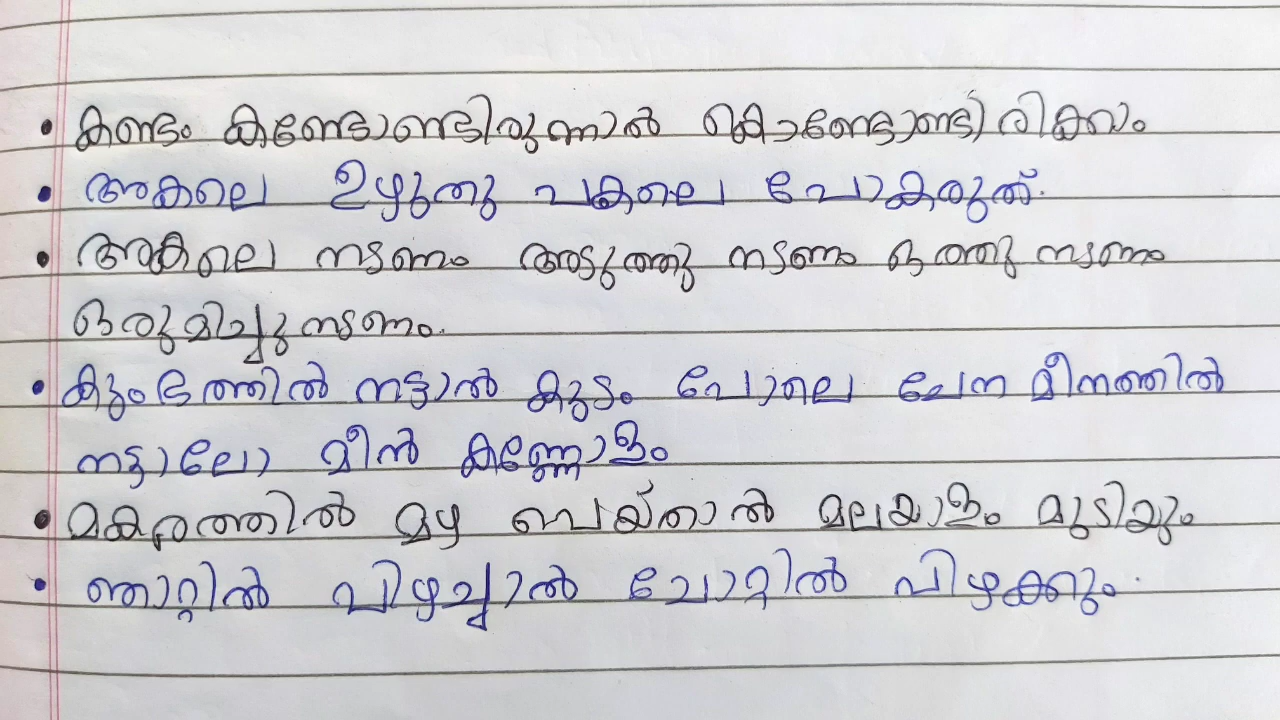 • കണ്ടം കണ്ടോണ്ടിരുന്നാൽ കൊണ്ടോണ്ടിരിക്കാം
• അകലെ ഉഴുതു പകലെ പോകരുത്.
• അകലെ നടണം അടുത്തു നടണം ഒത്തു നടണം
ഒരുമിച്ചു നടണം.
• കുംഭത്തിൽ നട്ടാൽ കുടം പോലെ ചേന മീനത്തിൽ
നട്ടാലോ മീൻ കണ്ണോളം
• മകരത്തിൽ മഴ പെയ്താൽ മലയാളം മുടിയും
• ഞാറ്റിൽ പിഴച്ചാൽ ചോറ്റിൽ പിഴക്കും.